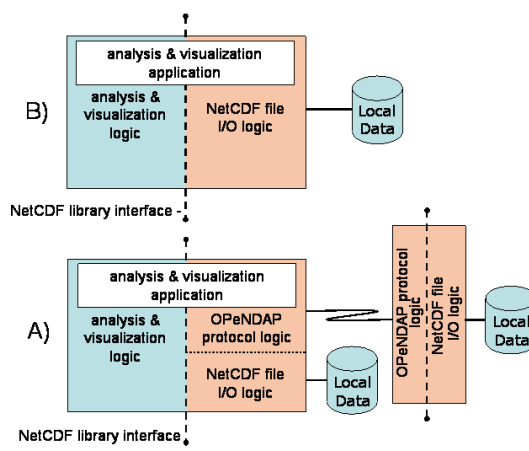 analysis & visualization
application
B)
analysis &
visualization
logic
NetCDF file
I/O logic
Local
Data
NetCDF library interface -
analysis & visualization
application
A)
analysis &
visualization
logic
OPeNDAP
protocol logic
NetCDF file
I/O logic
Local
Data
OPeNDAP protocol
logic
NetCDF file
I/O logic
Local
Data
NetCDF library interface